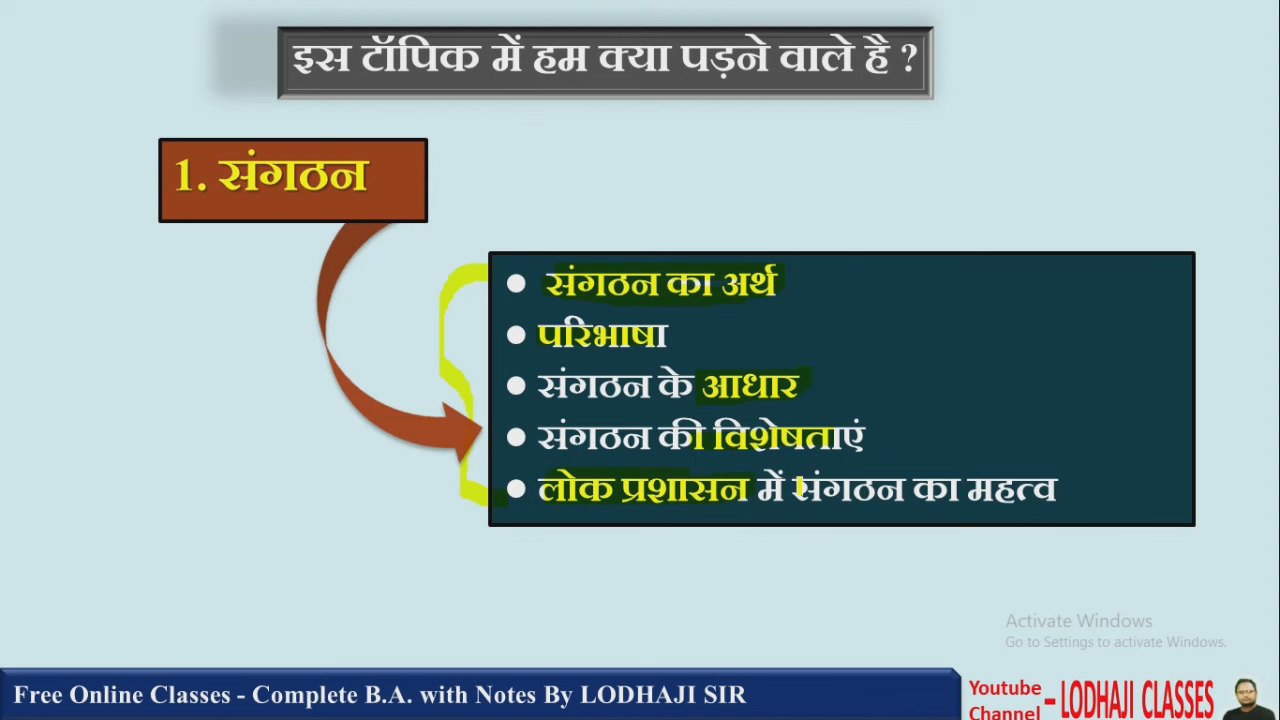 इस टॉपिक में हम क्या पड़ने वाले है ?
1. संगठन
● संगठन का अर्थ
● परिभाषा
● संगठन के आधार
● संगठन की विशेषताएं
● लोक प्रशासन में संगठन का महत्व
Activate Windows
Go to Settings to activate Windows.
Free Online Classes - Complete B.A. with Notes By LODHAJI SIR
Youtube Channel – LODHAJI CLASSES